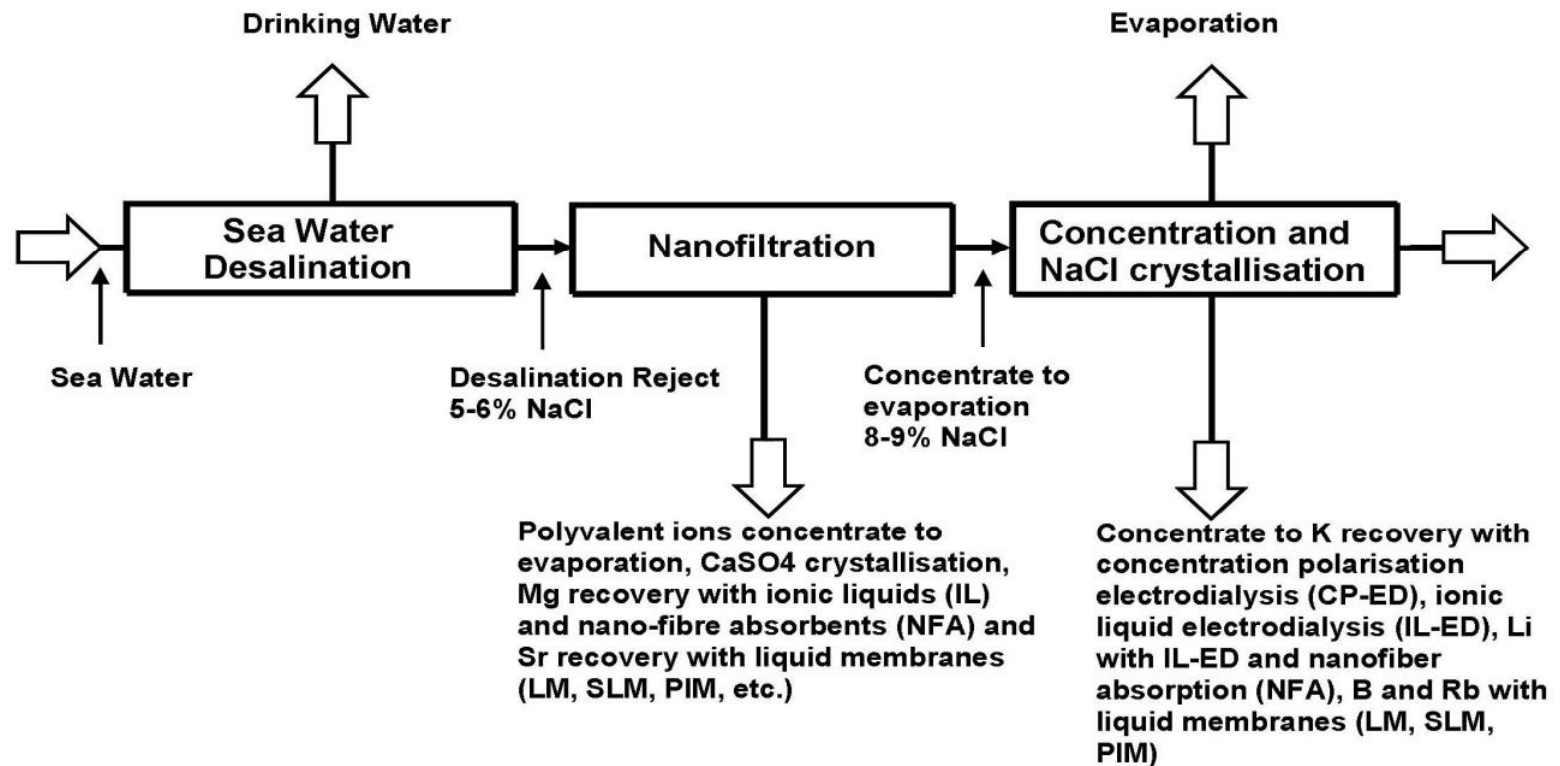 Drinking Water
Evaporation
Sea Water
Desalination
Nanofiltration
Concentration and
NaCl crystallisation
Sea Water
Desalination Reject
5-6% NaCl
Concentrate to
evaporation
8-9% NaCl
Polyvalent ions concentrate to
evaporation, CaSO4 crystallisation,
Mg recovery with ionic liquids (IL)
and nano-fibre absorbents (NFA) and
Sr recovery with liquid membranes
(LM, SLM, PIM, etc.)
Concentrate to K recovery with
concentration polarisation
electrodialysis (CP-ED), ionic
liquid electrodialysis (IL-ED), Li
with IL-ED and nanofiber
absorption (NFA), B and Rb with
liquid membranes (LM, SLM,
PIM)